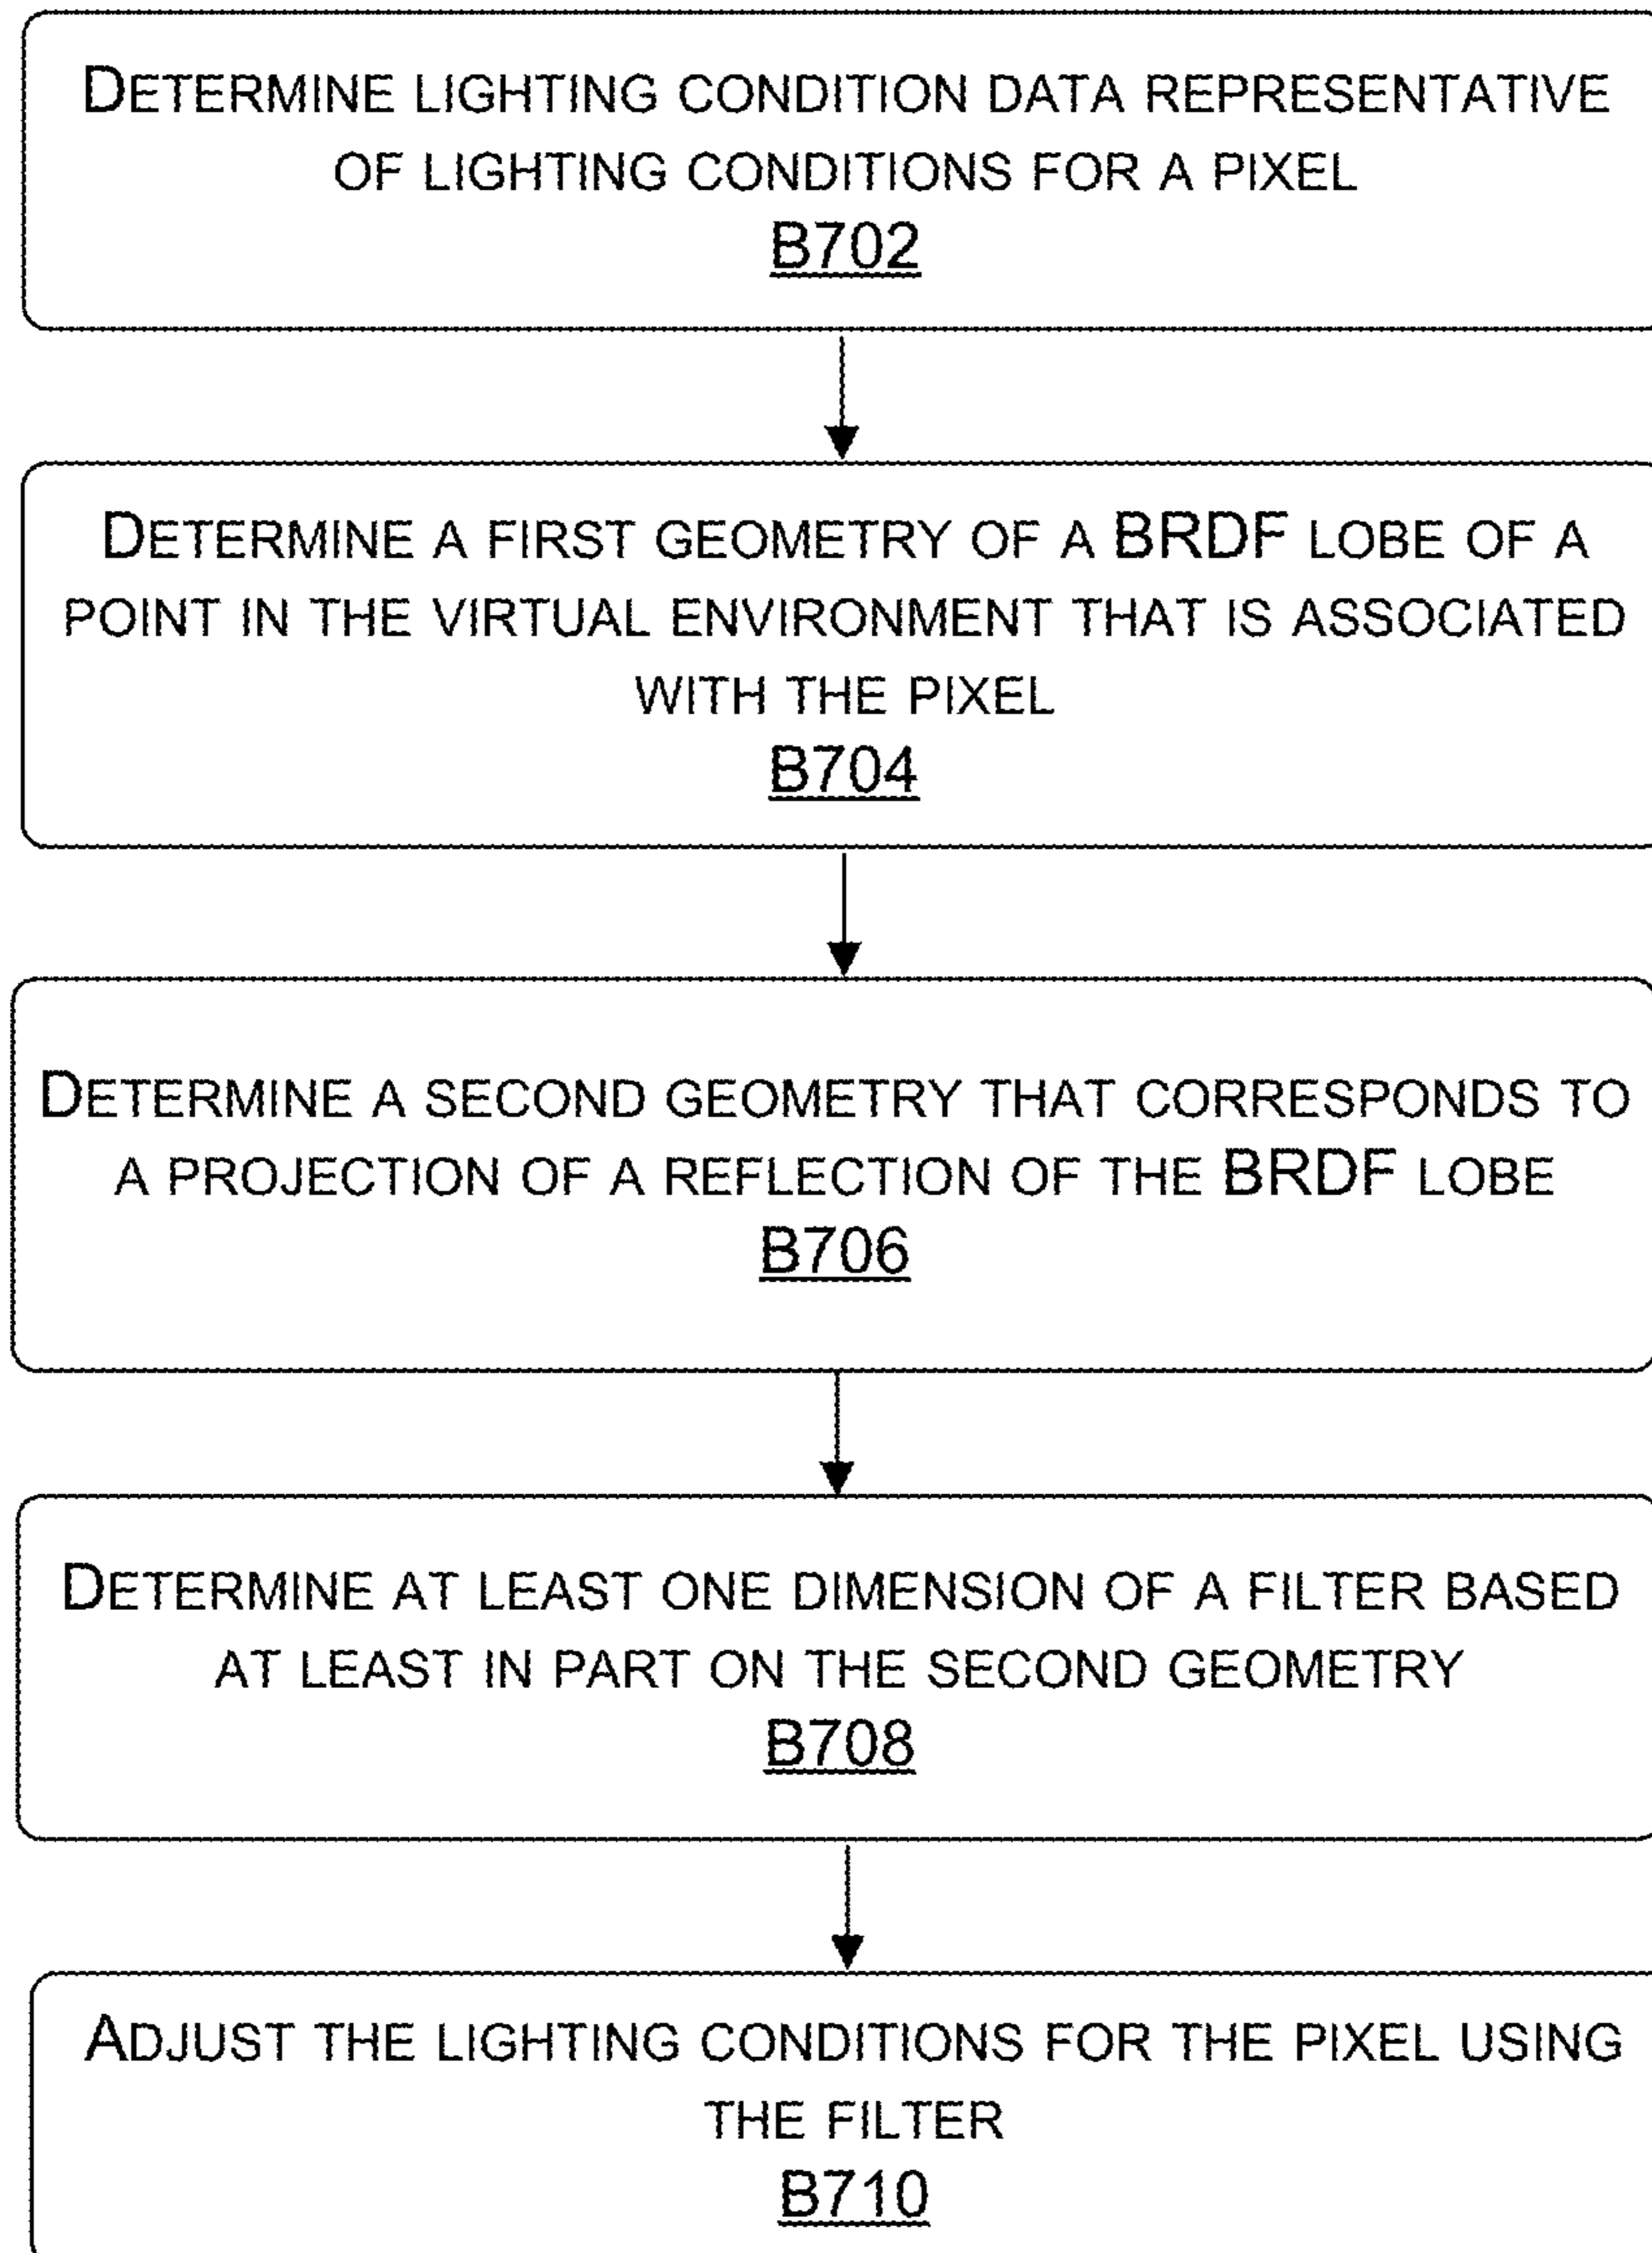 DETERMINE LIGHTING CONDITION DATA REPRESENTATIVE
OF LIGHTING CONDITIONS FOR A PIXEL
B702
DETERMINE A FIRST GEOMETRY OF A BRDF LOBE OF A
POINT IN THE VIRTUAL ENVIRONMENT THAT IS ASSOCIATED
WITH THE PIXEL
B704
DETERMINE A SECOND GEOMETRY THAT CORRESPONDS TO
A PROJECTION OF A REFLECTION OF THE BRDF LOBE
B706
DETERMINE AT LEAST ONE DIMENSION OF A FILTER BASED
AT LEAST IN PART ON THE SECOND GEOMETRY
B708
ADJUST THE LIGHTING CONDITIONS FOR THE PIXEL USING
THE FILTER
B710